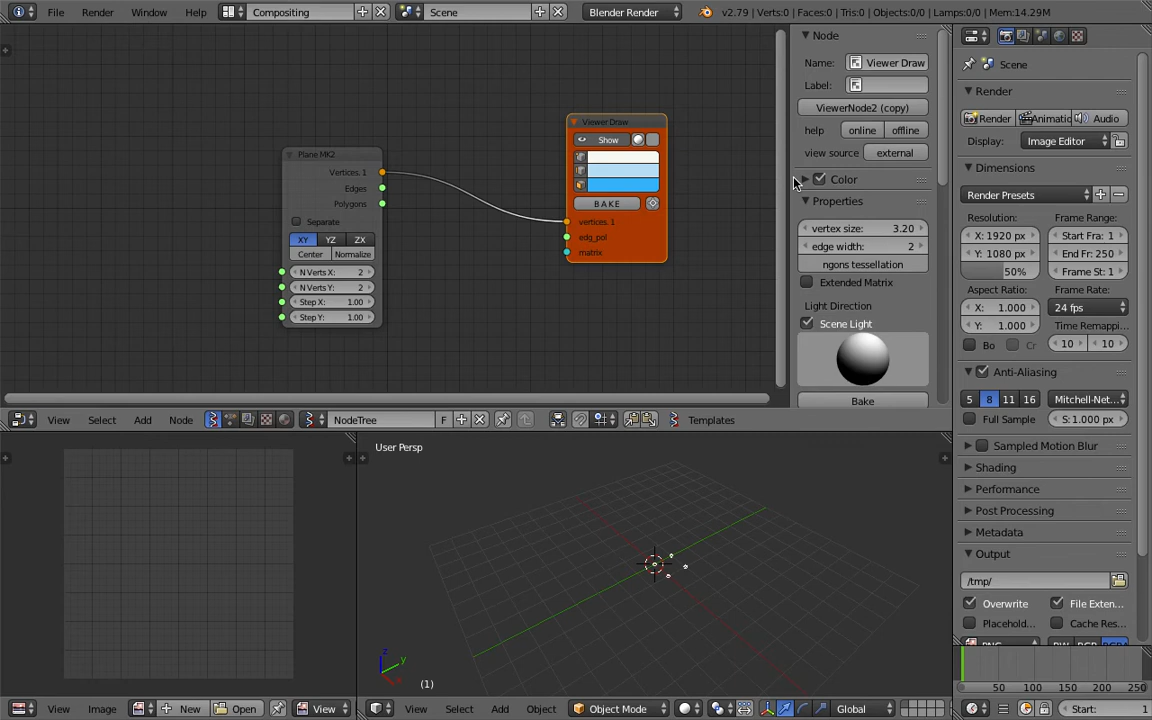 File Render Window Help Compositing Scene Blender Render v2.79 | Verts:0 | Faces:0 | Tris:0 | Objects:0/0 | Lamps:0/0 | Mem:14.29M
Plane MK2
Vertices. 1
Edges
Polygons
Separate
XY YZ ZX
Center Normalize
N Verts X: 2
N Verts Y: 2
Step X: 1.00
Step Y: 1.00
Viewer Draw
Show
BAKE
vertices. 1
edg_pol
matrix
Node
Name: Viewer Draw
Label:
ViewerNode2 (copy)
help online offline
view source external
Color
Properties
vertex size: 3.20
edge width: 2
ngons tessellation
Extended Matrix
Light Direction
Scene Light
Bake
Scene
Render
Render Animatic Audio
Display: Image Editor
Dimensions
Render Presets
Resolution: Frame Range:
X: 1920 px Start Fra: 1
Y: 1080 px End Fr: 250
50% Frame St: 1
Aspect Ratio: Frame Rate:
X: 1.000 24 fps
Y: 1.000 Time Remappi...
Bo Cr 10 10
Anti-Aliasing
5 8 11 16 Mitchell-Net...
Full Sample S: 1.000 px
Sampled Motion Blur
Shading
Performance
Post Processing
Metadata
Output
/tmp/
Overwrite File Exten...
Placehold... Cache Res...
View Select Add Node NodeTree F Templates
User Persp
(1)
View Image New Open View
View Select Add Object Object Mode Global
50 100 150 200 250
Start: 1